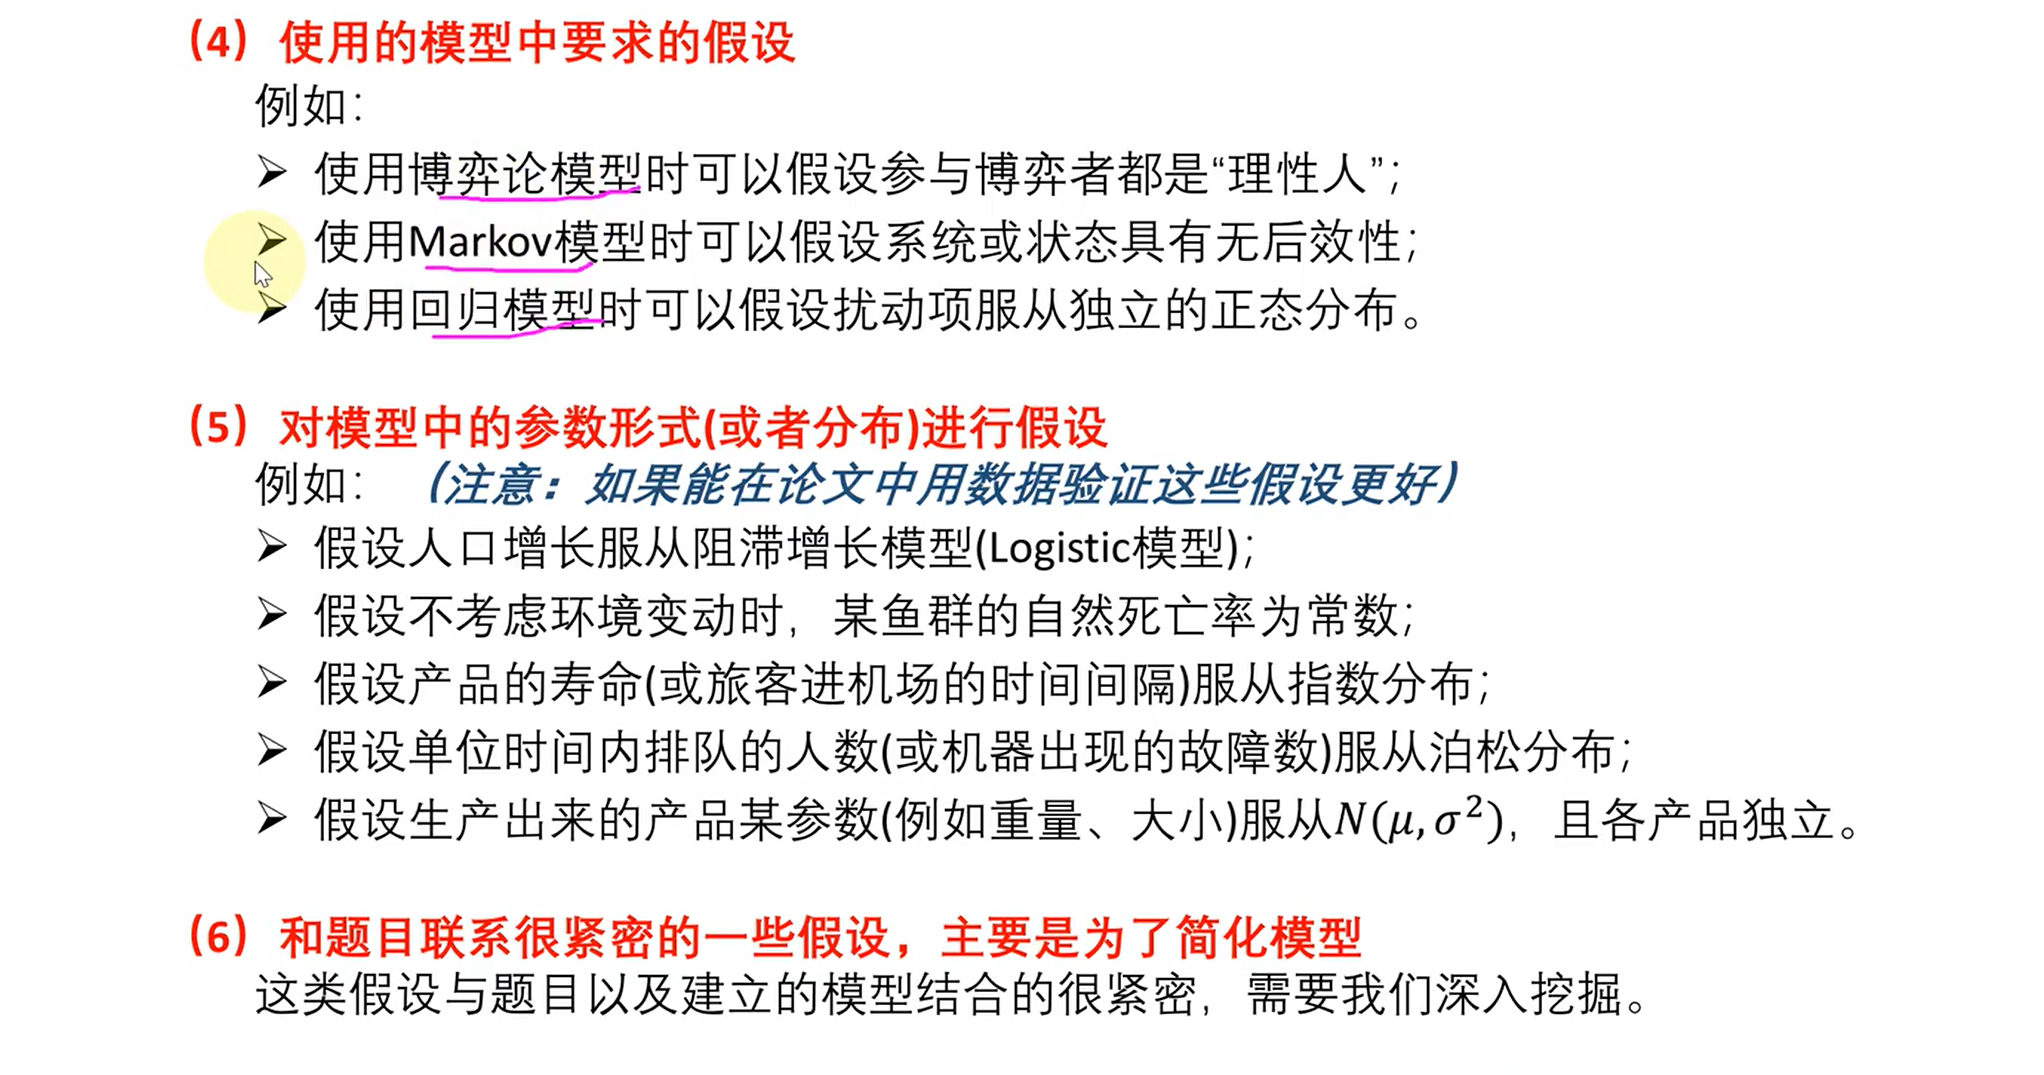 （4）使用的模型中要求的假设
例如：
➢ 使用博弈论模型时可以假设参与博弈者都是“理性人”；
➢ 使用Markov模型时可以假设系统或状态具有无后效性；
➢ 使用回归模型时可以假设扰动项服从独立的正态分布。
（5）对模型中的参数形式(或者分布)进行假设
例如：（注意：如果能在论文中用数据验证这些假设更好）
➢ 假设人口增长服从阻滞增长模型(Logistic模型)；
➢ 假设不考虑环境变动时，某鱼群的自然死亡率为常数；
➢ 假设产品的寿命(或旅客进机场的时间间隔)服从指数分布；
➢ 假设单位时间内排队的人数(或机器出现的故障数)服从泊松分布；
➢ 假设生产出来的产品某参数(例如重量、大小)服从N(μ,σ²)，且各产品独立。
（6）和题目联系很紧密的一些假设，主要是为了简化模型
这类假设与题目以及建立的模型结合的很紧密，需要我们深入挖掘。